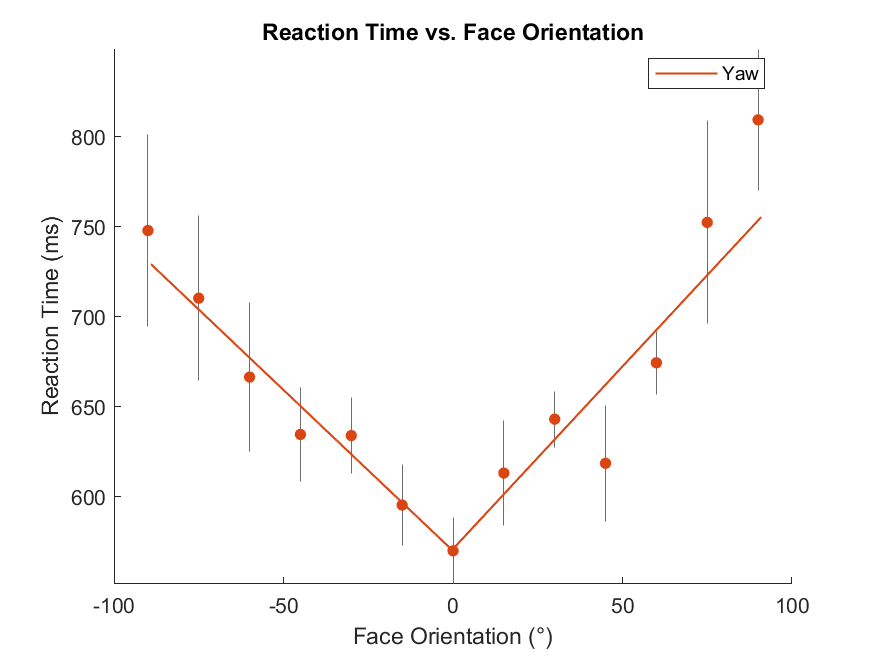 Reaction Time vs. Face Orientation
Yaw
Reaction Time (ms)
800
750
700
650
600
-100
-50
0
50
100
Face Orientation (°)